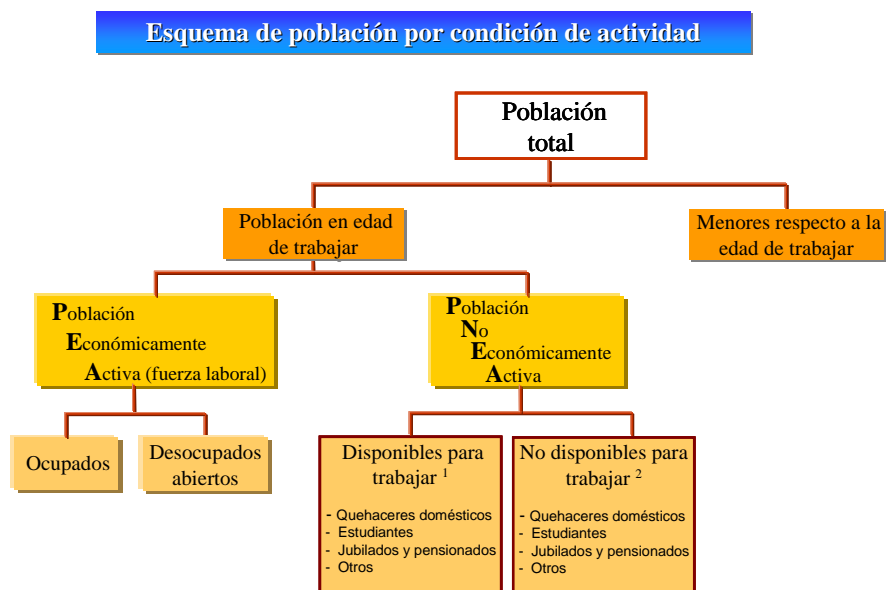 Esquema de población por condición de actividad
Población
total
Población en edad
de trabajar
Menores respecto a la
edad de trabajar
Población
Económicamente
Activa (fuerza laboral)
Población
No
Económicamente
Activa
Ocupados
Desocupados
abiertos
Disponibles para
trabajar ¹
- Quehaceres domésticos
- Estudiantes
- Jubilados y pensionados
- Otros
No disponibles para
trabajar ²
- Quehaceres domésticos
- Estudiantes
- Jubilados y pensionados
- Otros